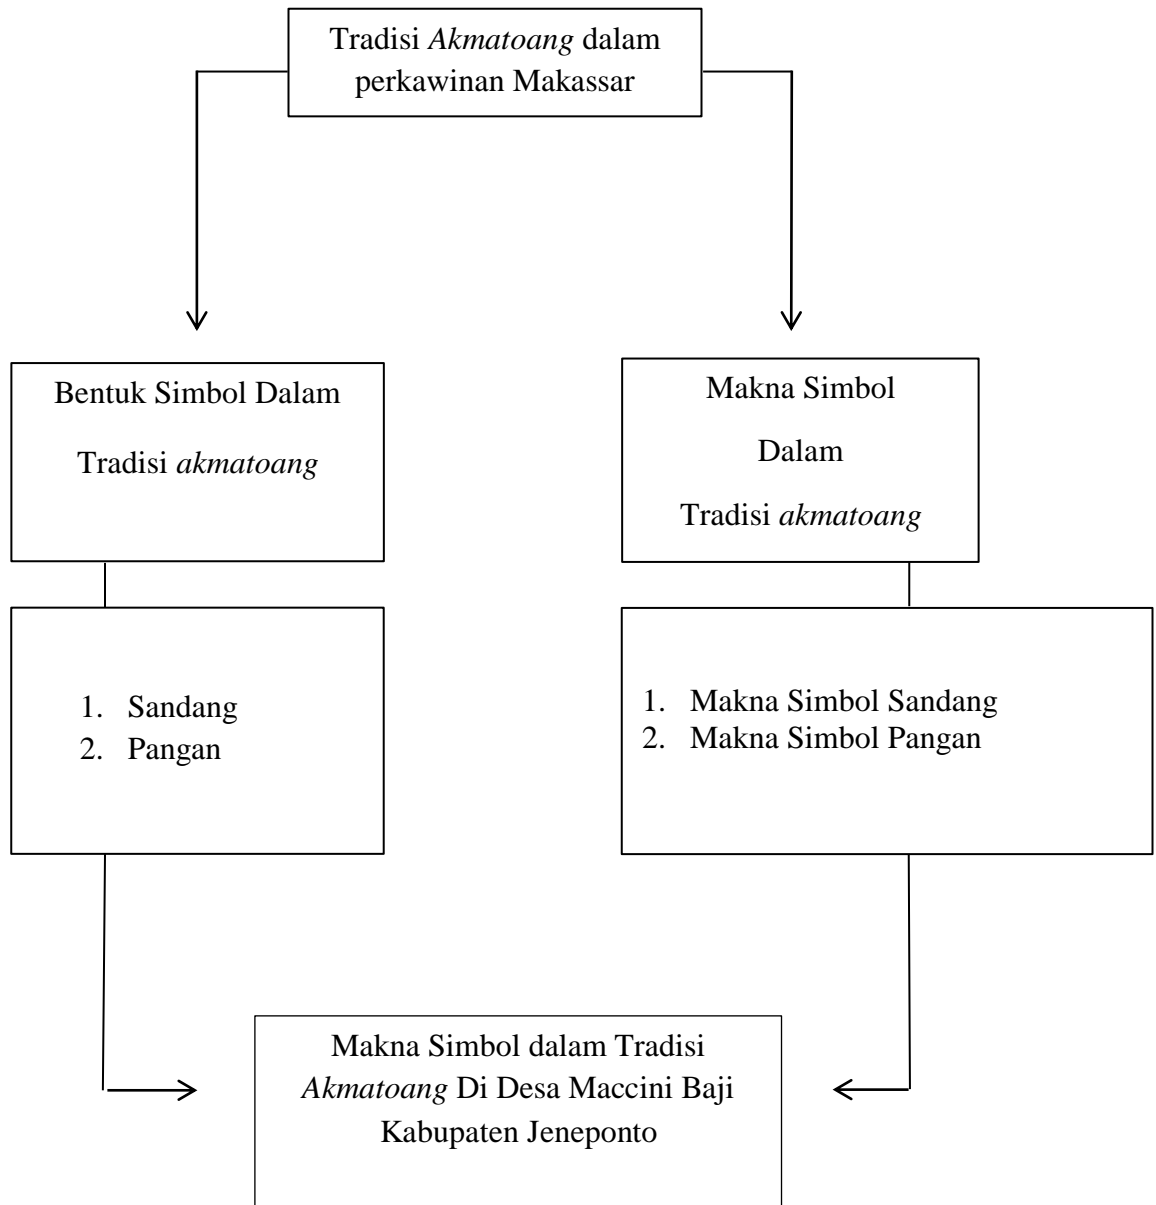 Tradisi Akmatoang dalam
perkawinan Makassar
Bentuk Simbol Dalam
Tradisi akmatoang
Makna Simbol
Dalam
Tradisi akmatoang
1. Sandang
2. Pangan
1. Makna Simbol Sandang
2. Makna Simbol Pangan
Makna Simbol dalam Tradisi
Akmatoang Di Desa Maccini Baji
Kabupaten Jeneponto